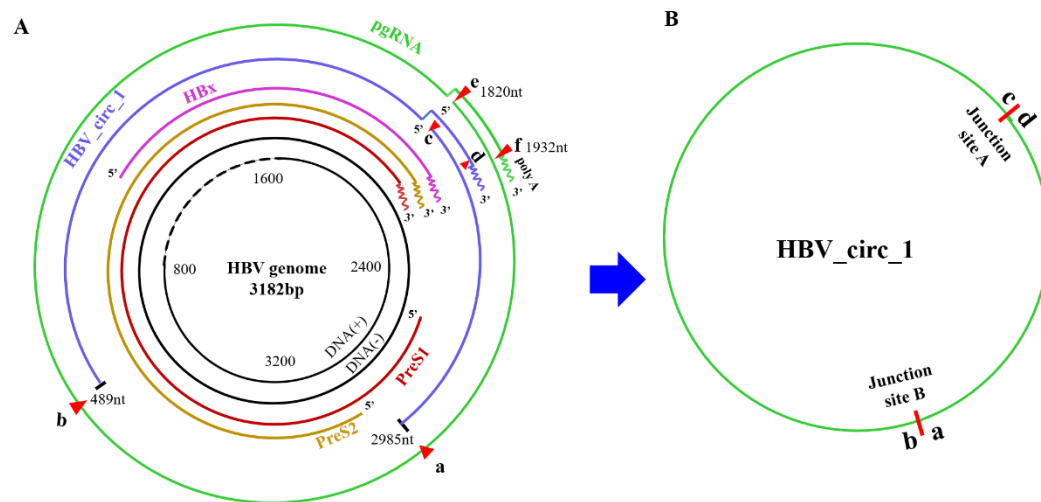 A
pgRNA
HBV_circ_1
HBx
5'
5'
5'
e
1820nt
c
f
1932nt
d
poly A
3'
3'
3'
3'
3'
1600
800
2400
3200
HBV genome
3182bp
DNA(+)
DNA(-)
5'
PreS1
5'
PreS2
489nt
b
2985nt
a
B
c
d
Junction
site A
HBV_circ_1
Junction
site B
b
a